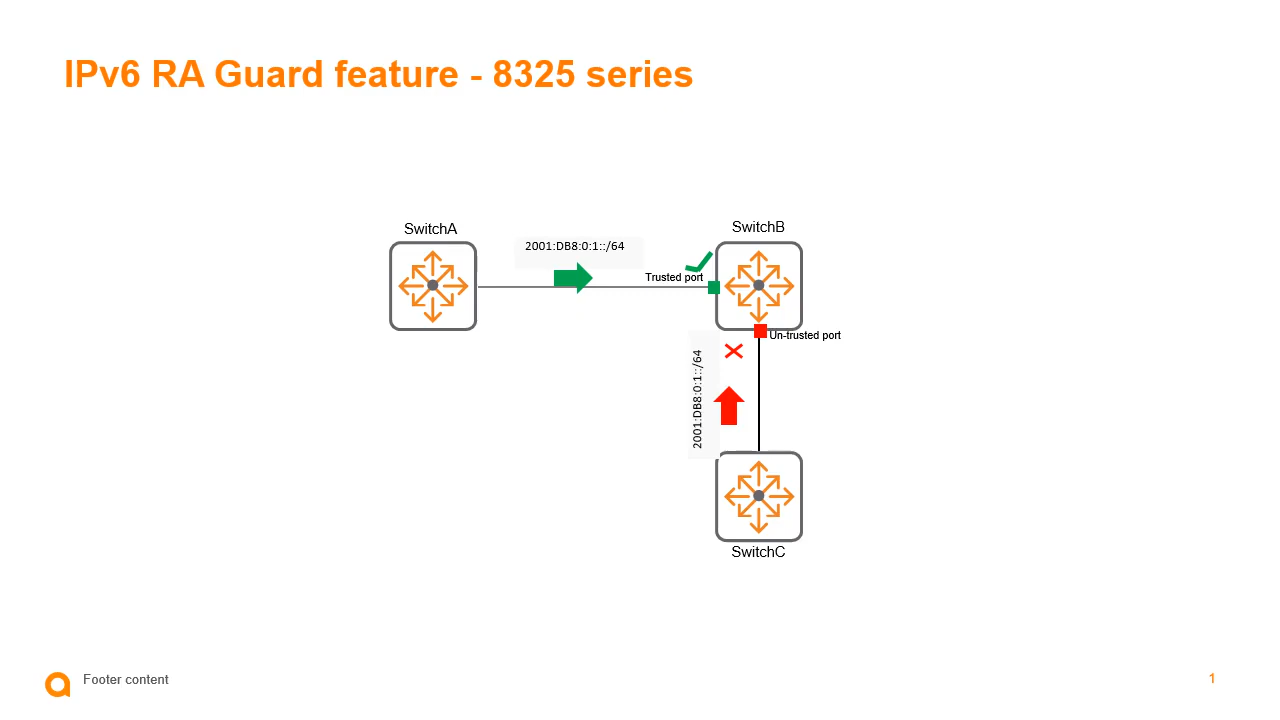 IPv6 RA Guard feature - 8325 series
SwitchA
SwitchB
2001:DB8:0:1::/64
Trusted port
Un-trusted port
2001:DB8:0:1::/64
SwitchC
Footer content
1